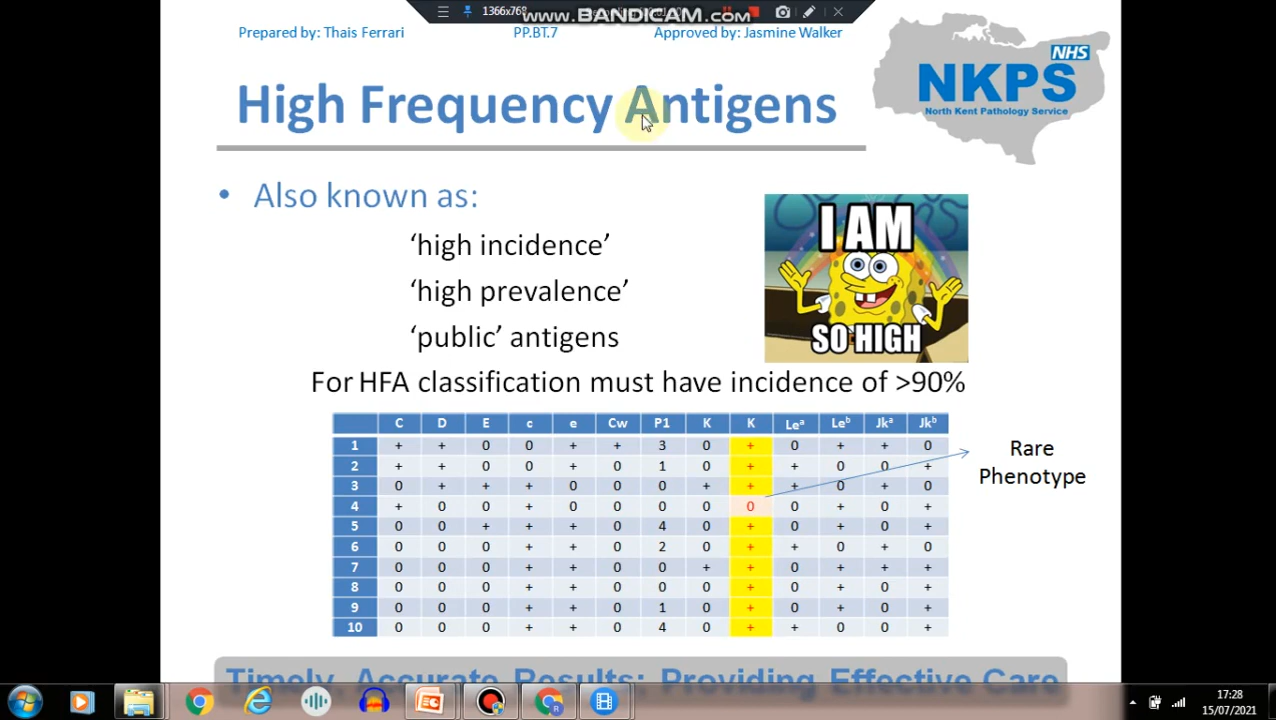 1366x768
www.BANDICAM.com
Prepared by: Thais Ferrari PP.BT.7 Approved by: Jasmine Walker
NHS
NKPS
North Kent Pathology Service
High Frequency Antigens
• Also known as:
‘high incidence’
‘high prevalence’
‘public’ antigens
I AM
SO HIGH
For HFA classification must have incidence of >90%
C D E c e Cw P1 K K Leᵃ Leᵇ Jkᵃ Jkᵇ
1 + + 0 0 + + 3 0 + 0 + + 0
2 + + 0 0 + 0 1 0 + + 0 0 +
3 0 + + + 0 0 0 + + + 0 + 0
4 + 0 0 + 0 0 0 0 0 0 + 0 +
5 0 0 + + + 0 4 0 + 0 + 0 +
6 0 0 0 + + 0 2 0 + + 0 + 0
7 0 0 0 + + 0 0 + + 0 + + +
8 0 0 0 + + 0 0 0 + 0 + 0 +
9 0 0 0 + + 0 1 0 + 0 + 0 +
10 0 0 0 + + 0 4 0 + + 0 0 +
Rare
Phenotype
Timely, Accurate Results; Providing Effective Care
17:28
15/07/2021